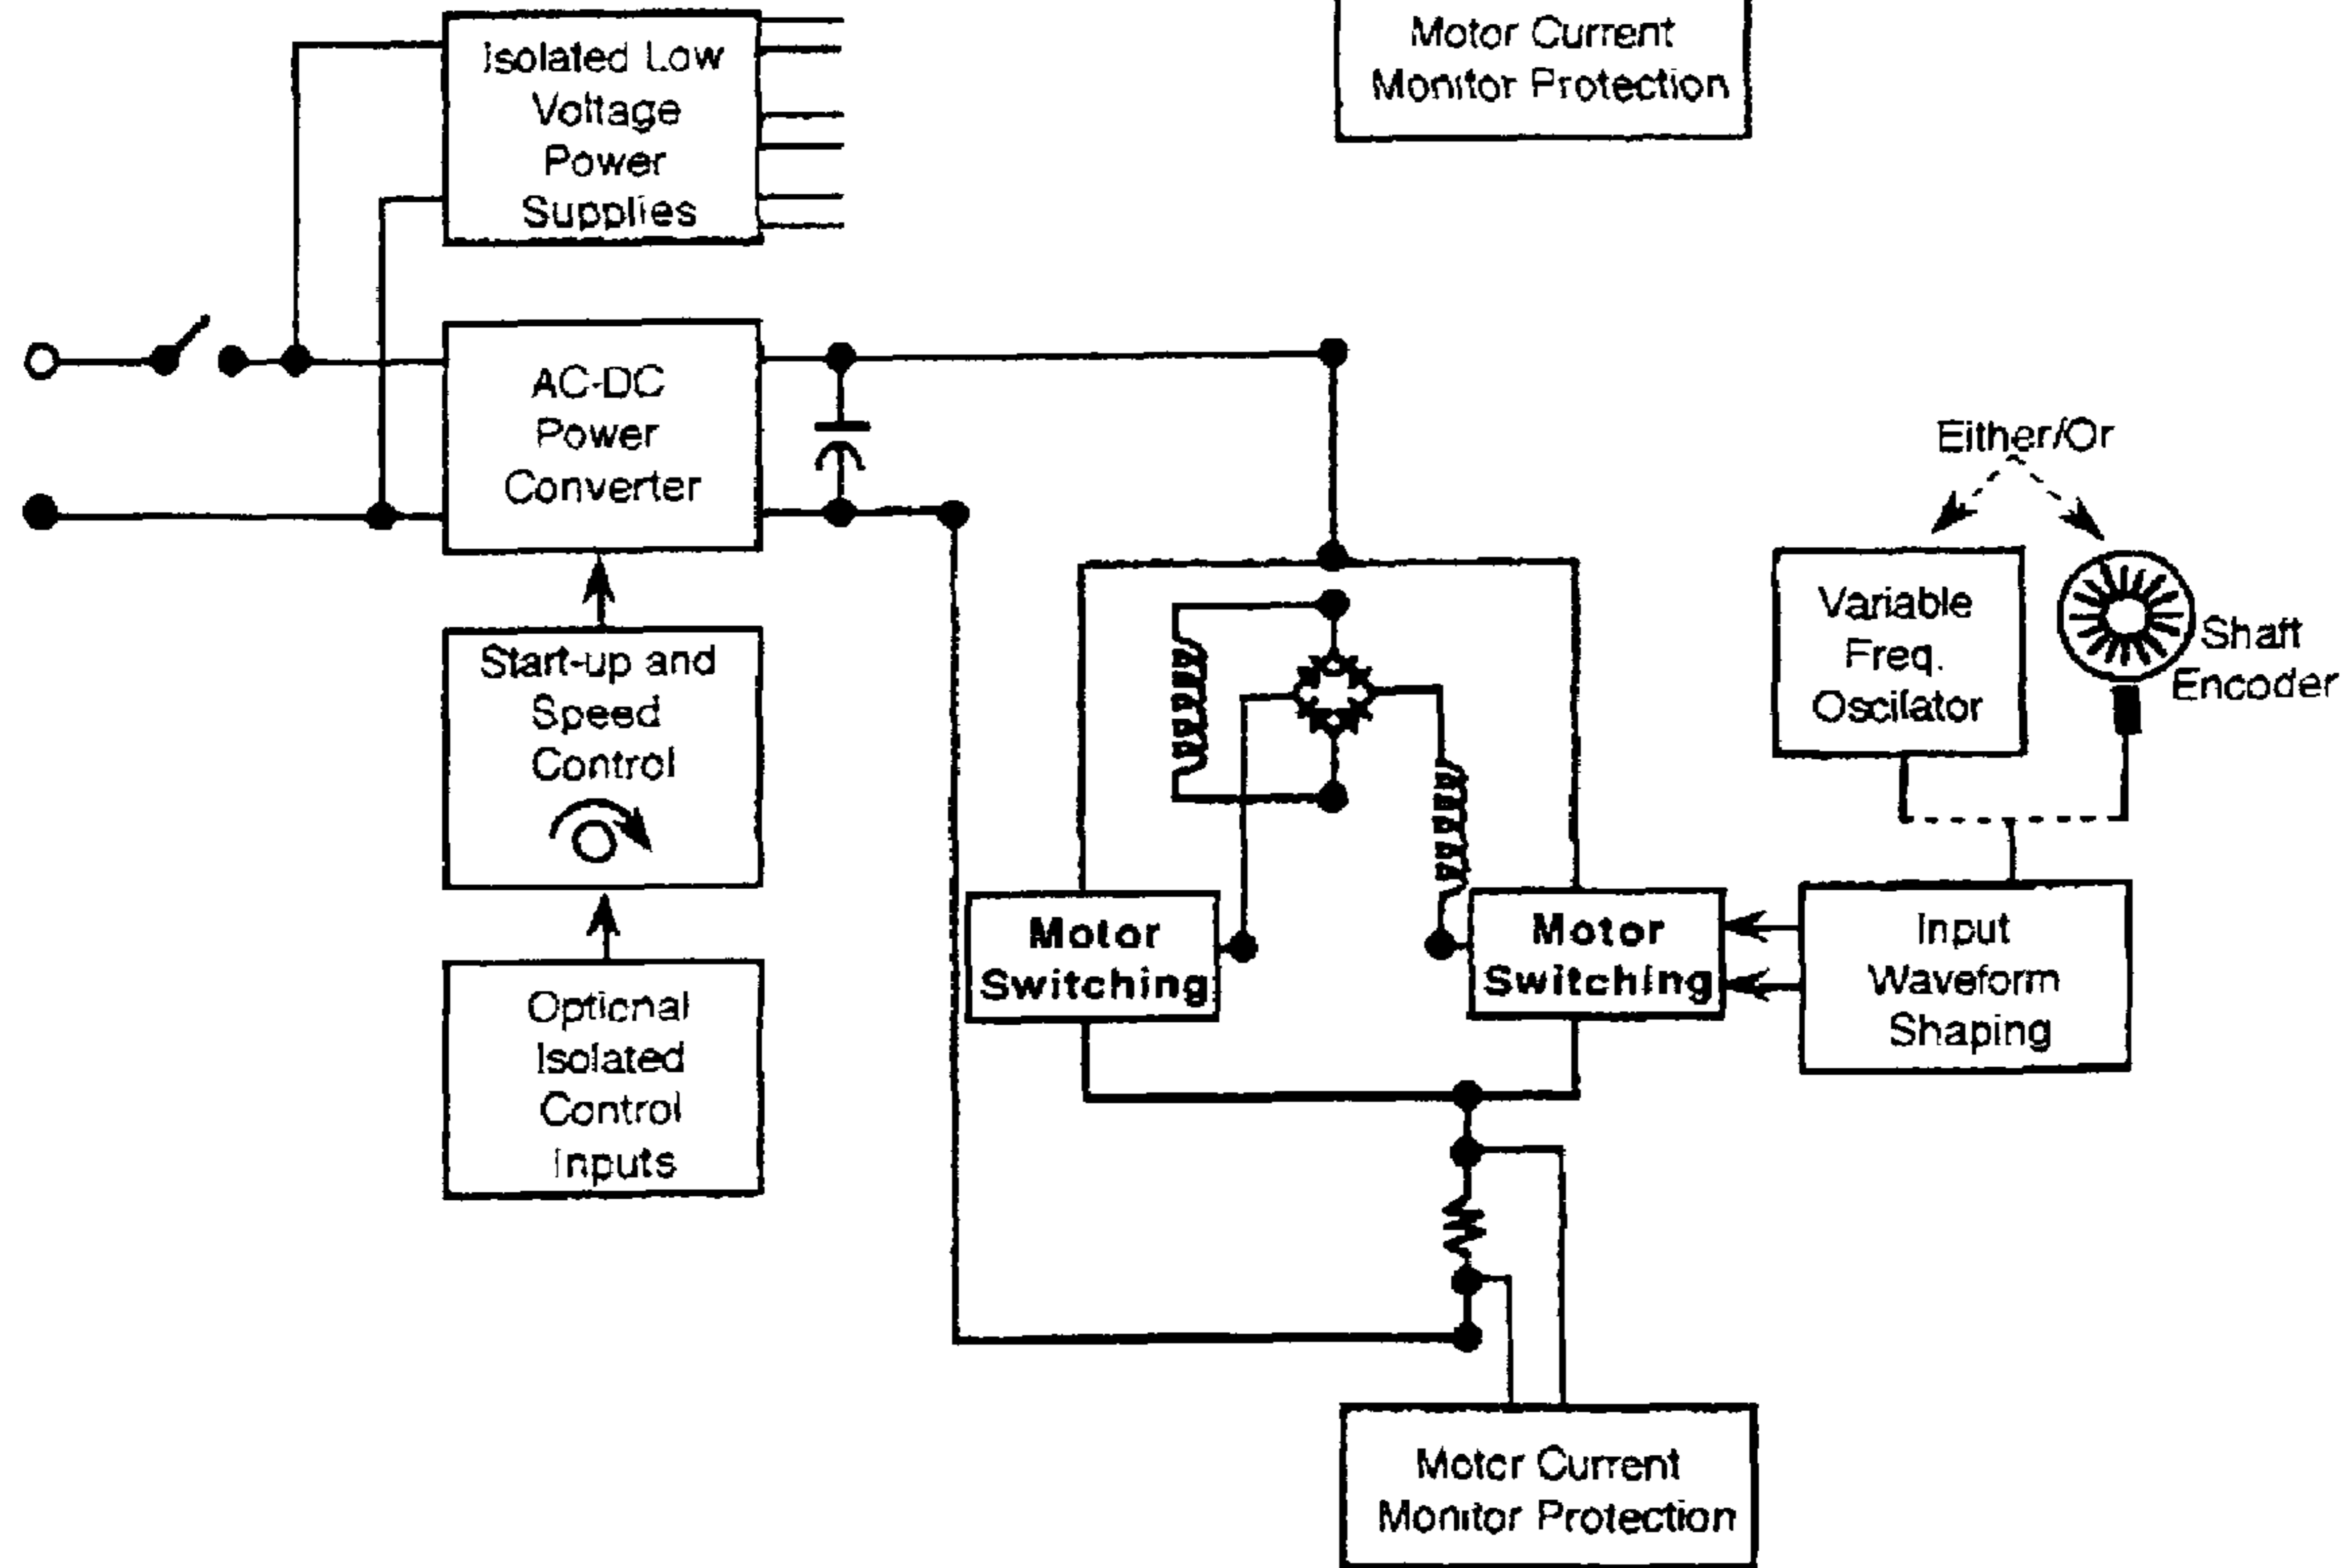 Isolated Low
Voltage
Power
Supplies
Motor Current
Monitor Protection
AC-DC
Power
Converter
Either/Or
Start-up and
Speed
Control
Variable
Freq.
Oscilator
Shaft
Encoder
Motor
Switching
Motor
Switching
Input
Waveform
Shaping
Optional
Isolated
Control
Inputs
Motor Current
Monitor Protection